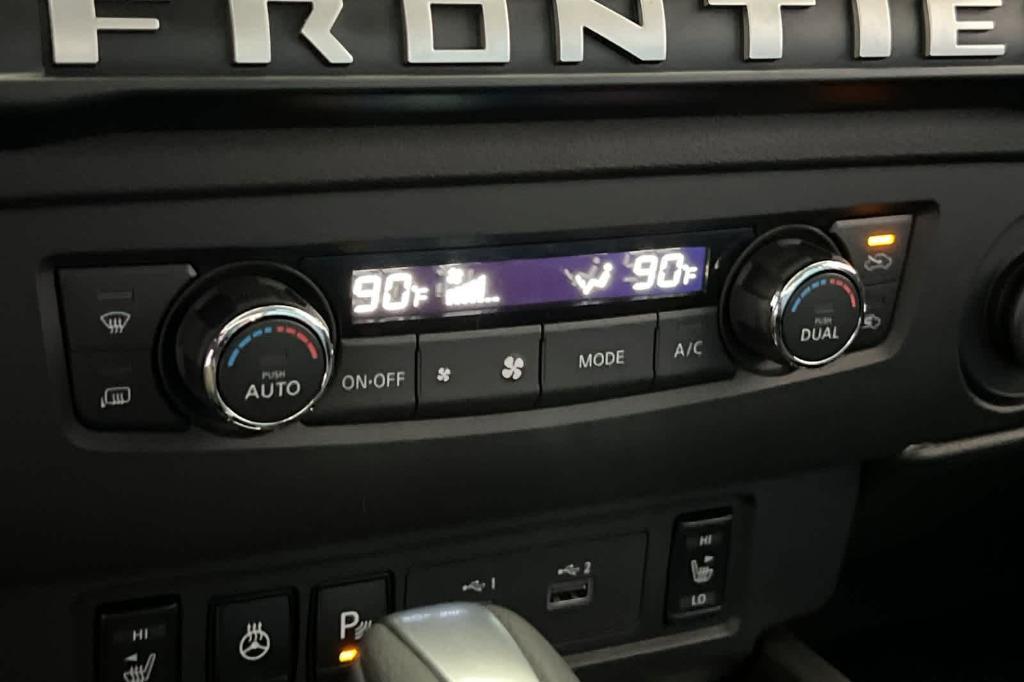 FRONTIE
90°F 90°F
PUSH
AUTO
ON·OFF
MODE
A/C
PUSH
DUAL
1
2
HI
LO
HI
P